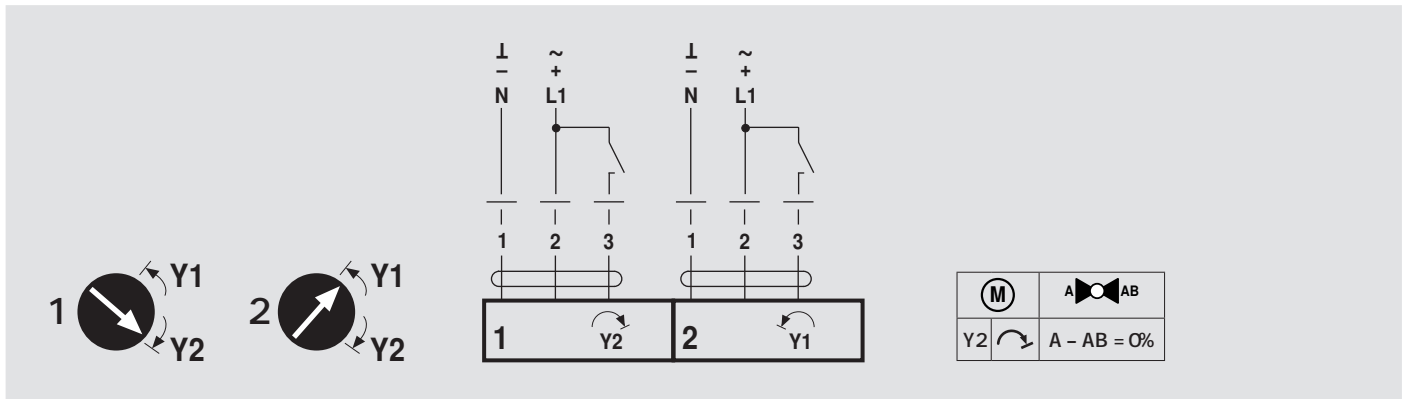 ⊥ ~ ⊥ ~
– + – +
N L1 N L1
1 2 3 1 2 3
1 Y1 Y2
2 Y1 Y2
1 Y2 2 Y1
M A AB
Y2 A – AB = 0%